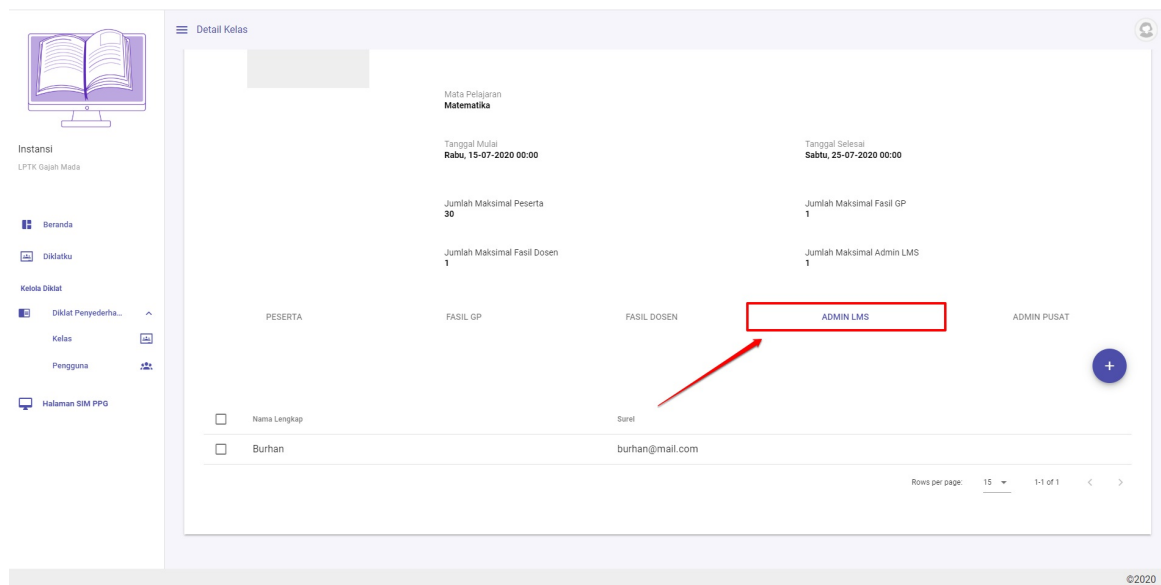 Detail Kelas
Instansi
LPTK Gajah Mada
Beranda
Diklatku
Kelola Diklat
Diklat Penyederha...
Kelas
Pengguna
Halaman SIM PPG
Mata Pelajaran
Matematika
Tanggal Mulai
Rabu, 15-07-2020 00:00
Tanggal Selesai
Sabtu, 25-07-2020 00:00
Jumlah Maksimal Peserta
30
Jumlah Maksimal Fasil GP
1
Jumlah Maksimal Fasil Dosen
1
Jumlah Maksimal Admin LMS
1
PESERTA FASIL GP FASIL DOSEN ADMIN LMS ADMIN PUSAT
+
Nama Lengkap Surel
Burhan burhan@mail.com
Rows per page: 15 1-1 of 1
©2020